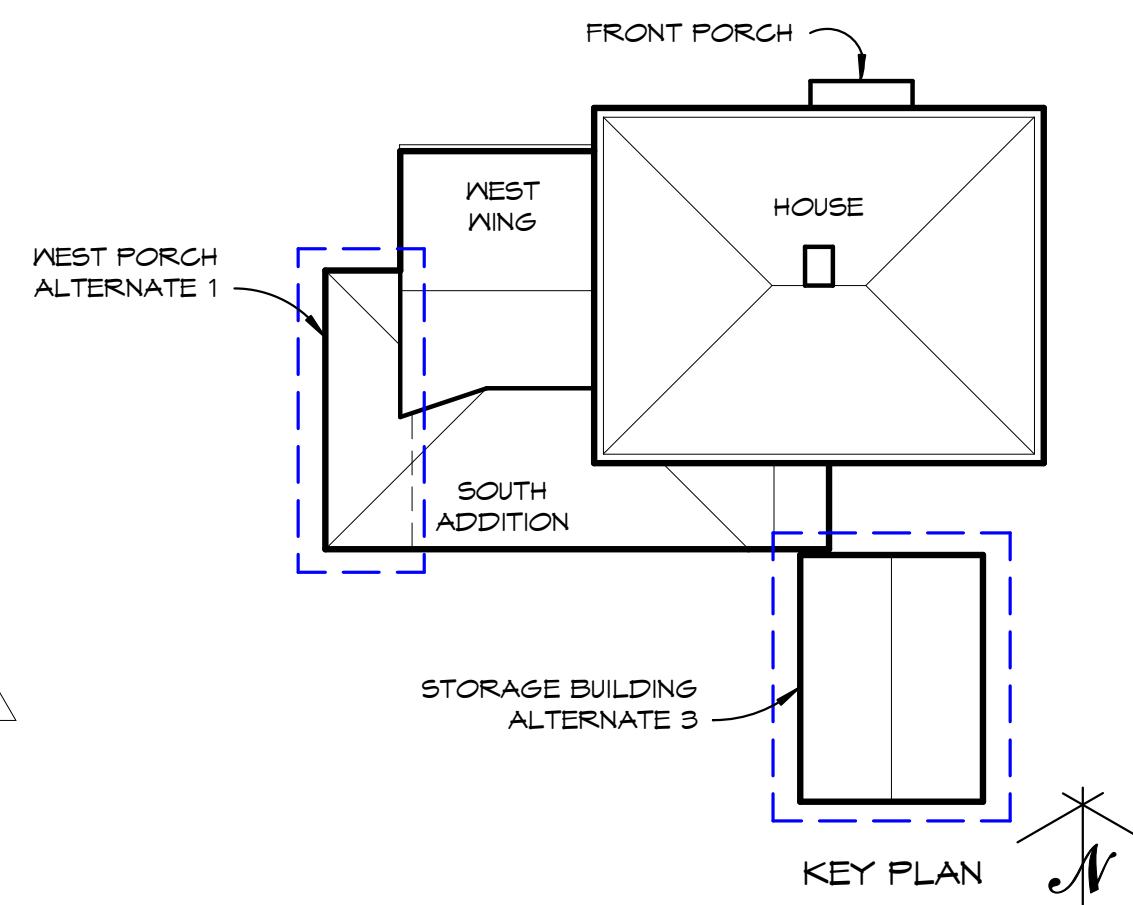 FRONT PORCH
WEST
WING
HOUSE
WEST PORCH
ALTERNATE 1
SOUTH
ADDITION
STORAGE BUILDING
ALTERNATE 3
KEY PLAN
N